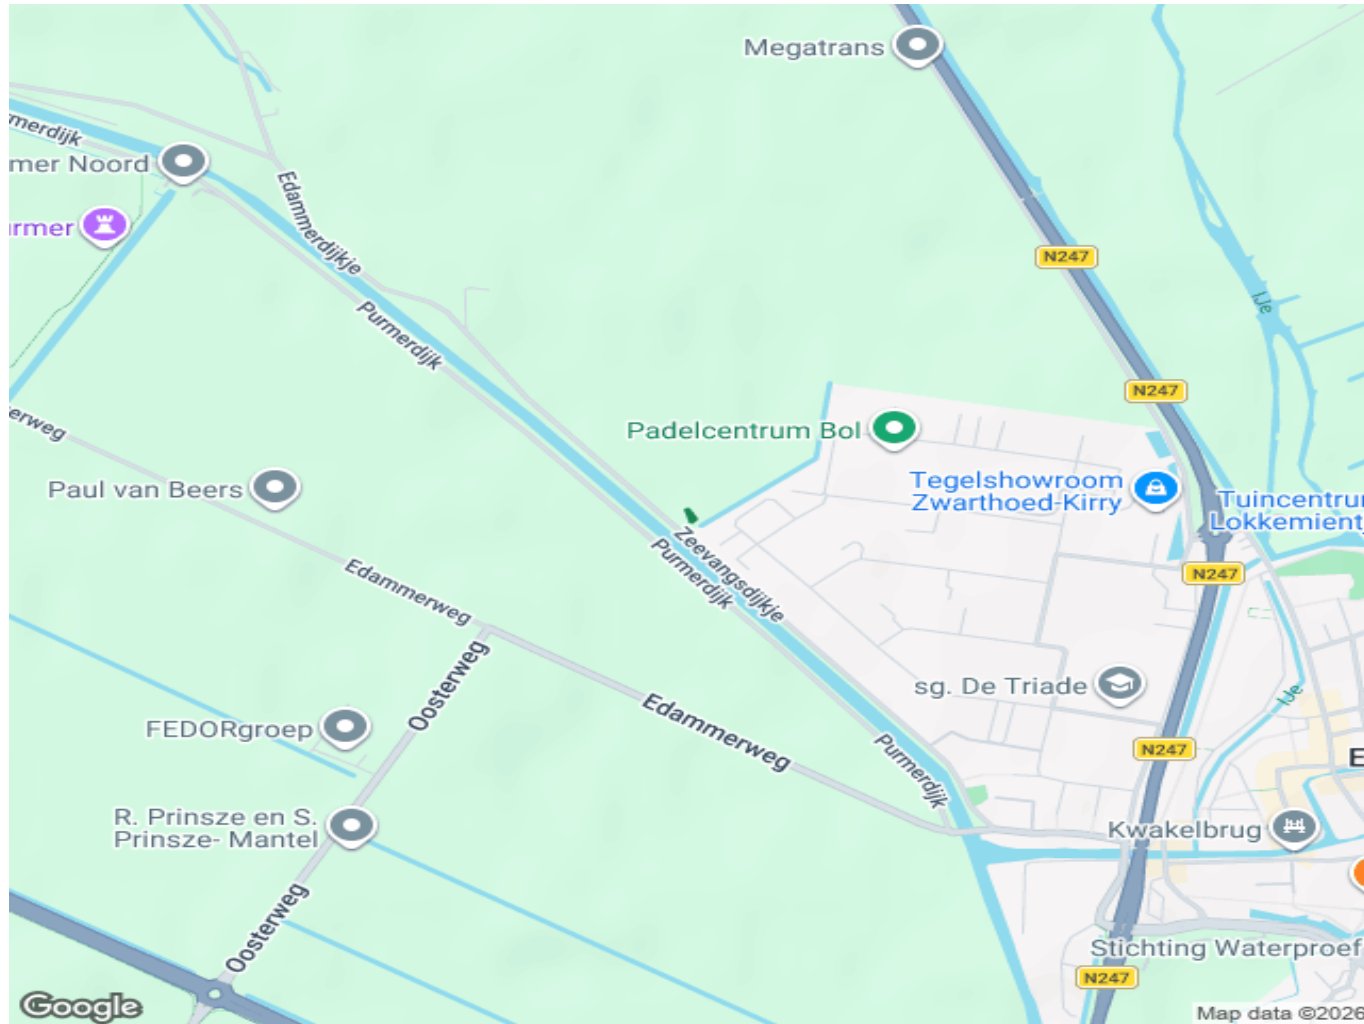 Megatrans
merdijk
mer Noord
Edammerdijkje
rmer
N247
IJe
Purmerdijk
N247
erweg
Padelcentrum Bol
Paul van Beers
Tegelshowroom
Zwarthoed-Kirry
Tuincentru
Lokkemient
Zeevangsdijkje
Purmerdijk
Edammerweg
N247
Oosterweg
sg. De Triade
IJe
Edammerweg
FEDORgroep
Purmerdijk
N247
E
R. Prinsze en S.
Prinsze- Mantel
Kwakelbrug
Oosterweg
Stichting Waterproef
N247
Google
Map data ©2026